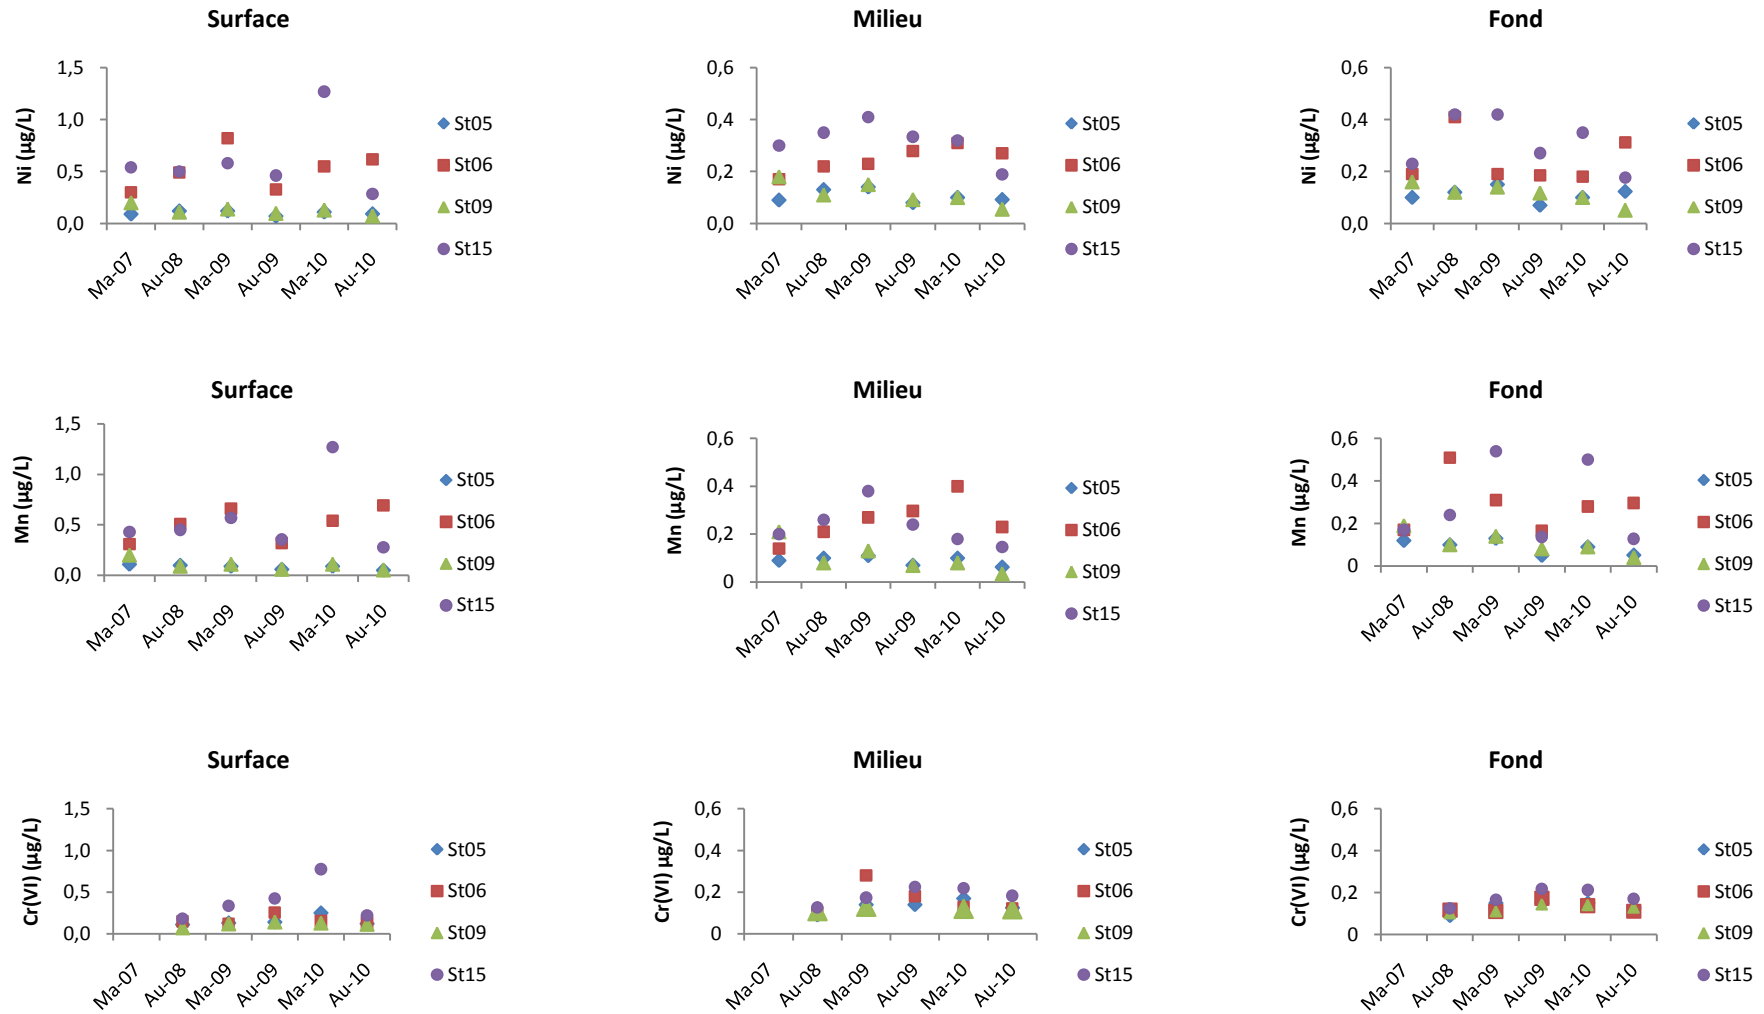 Surface
Ni (µg/L)
1,5
1,0
0,5
0,0
Ma-07
Au-08
Ma-09
Au-09
Ma-10
Au-10
St05
St06
St09
St15
Milieu
Ni (µg/L)
0,6
0,4
0,2
0,0
Ma-07
Au-08
Ma-09
Au-09
Ma-10
Au-10
St05
St06
St09
St15
Fond
Ni (µg/L)
0,6
0,4
0,2
0,0
Ma-07
Au-08
Ma-09
Au-09
Ma-10
Au-10
St05
St06
St09
St15
Surface
Mn (µg/L)
1,5
1,0
0,5
0,0
Ma-07
Au-08
Ma-09
Au-09
Ma-10
Au-10
St05
St06
St09
St15
Milieu
Mn (µg/L)
0,6
0,4
0,2
0
Ma-07
Au-08
Ma-09
Au-09
Ma-10
Au-10
St05
St06
St09
St15
Fond
Mn (µg/L)
0,6
0,4
0,2
0
Ma-07
Au-08
Ma-09
Au-09
Ma-10
Au-10
St05
St06
St09
St15
Surface
Cr(VI) (µg/L)
1,5
1,0
0,5
0,0
Ma-07
Au-08
Ma-09
Au-09
Ma-10
Au-10
St05
St06
St09
St15
Milieu
Cr(VI) µg/L)
0,6
0,4
0,2
0
Ma-07
Au-08
Ma-09
Au-09
Ma-10
Au-10
St05
St06
St09
St15
Fond
Cr(VI) (µg/L)
0,6
0,4
0,2
0
Ma-07
Au-08
Ma-09
Au-09
Ma-10
Au-10
St05
St06
St09
St15